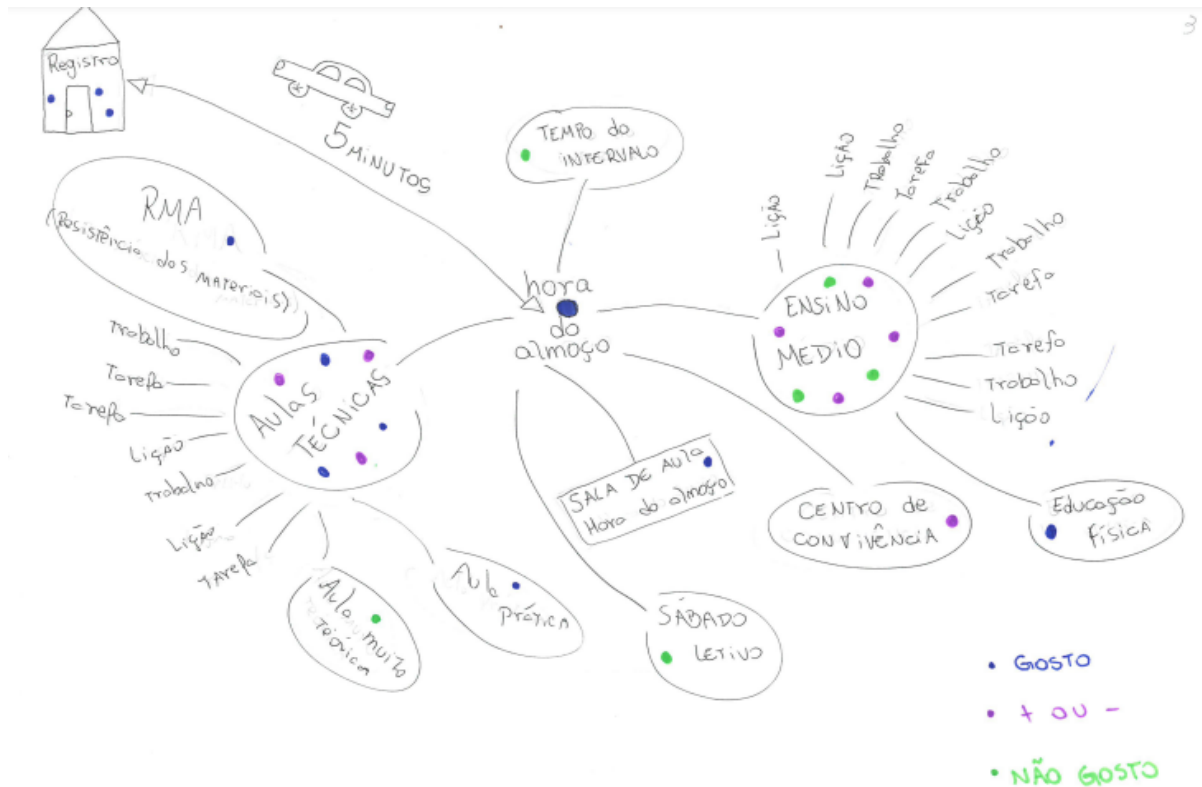 3
Registro
5 MINUTOS
TEMPO do
INTERVALO
RMA
(Resistência dos MATERIAIS)
hora
do
almoço
Lição
Lição
TRabalho
Tarefa
Trabalho
Lição
Trabalho
Tarefa
Tarefa
Trabalho
Lição
ENSINO
MEDIO
Trabalho
Tarefa
Tarefa
Lição
Trabalho
Lição
TArefa
Aulas
TÉCNICAS
SALA DE AUla
Hora do almoço
CENTRO de
CONVIVÊNCIA
Educação
física
Aula
prática
Aula muito
teórica
SÁBADO
LETIVO
GOSTO
+ OU -
NÃO GOSTO